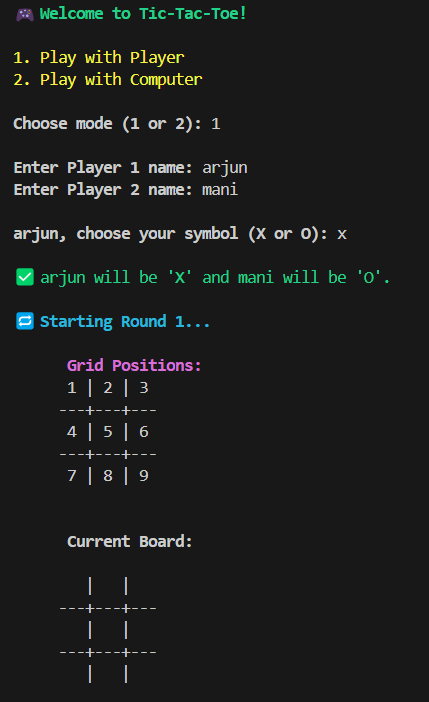 🎮 Welcome to Tic-Tac-Toe!
1. Play with Player
2. Play with Computer
Choose mode (1 or 2): 1
Enter Player 1 name: arjun
Enter Player 2 name: mani
arjun, choose your symbol (X or O): x
✅ arjun will be 'X' and mani will be 'O'.
🔁 Starting Round 1...
Grid Positions:
1 | 2 | 3
---+---+---
4 | 5 | 6
---+---+---
7 | 8 | 9
Current Board:
  |   |
---+---+---
  |   |
---+---+---
  |   |